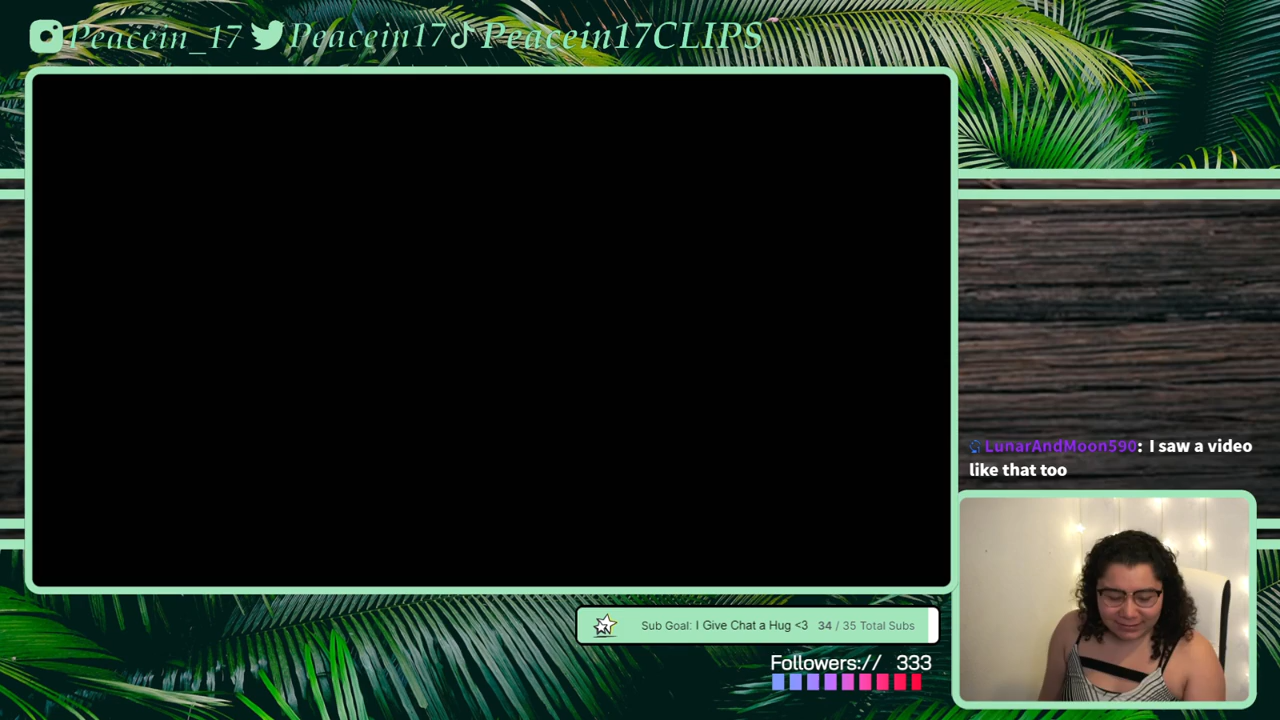 Peacein_17 Peacein17 Peacein17CLIPS
LunarAndMoon590: I saw a video
like that too
Sub Goal: I Give Chat a Hug <3 34 / 35 Total Subs
Followers:// 333